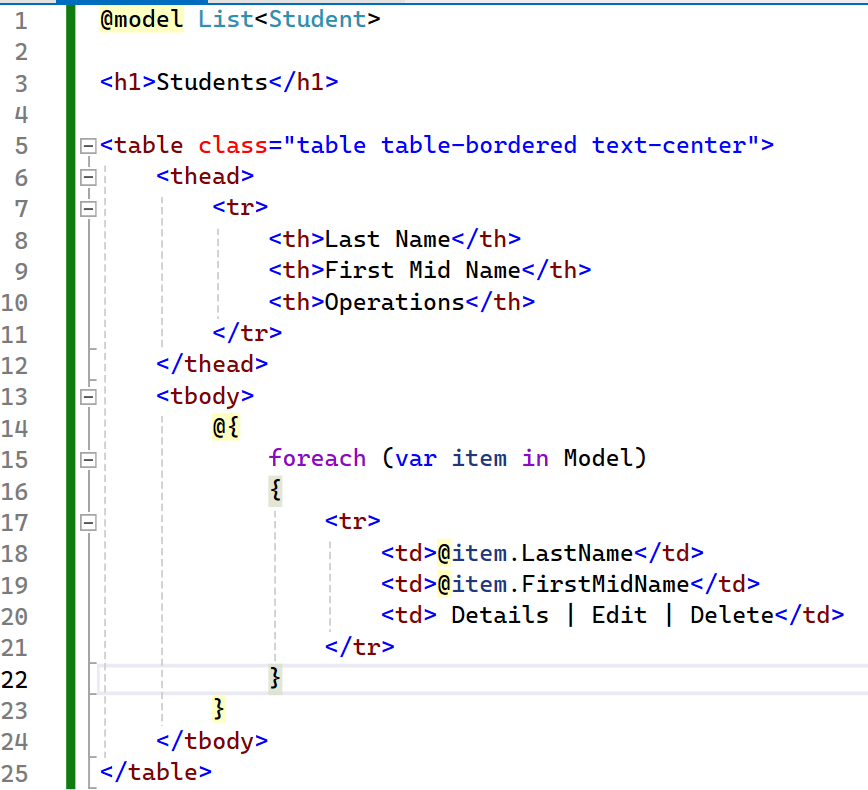 1 @model List<Student>
2
3 <h1>Students</h1>
4
5 <table class="table table-bordered text-center">
6     <thead>
7         <tr>
8             <th>Last Name</th>
9             <th>First Mid Name</th>
10             <th>Operations</th>
11         </tr>
12     </thead>
13     <tbody>
14         @{
15             foreach (var item in Model)
16             {
17                 <tr>
18                     <td>@item.LastName</td>
19                     <td>@item.FirstMidName</td>
20                     <td> Details | Edit | Delete</td>
21                 </tr>
22             }
23         }
24     </tbody>
25 </table>